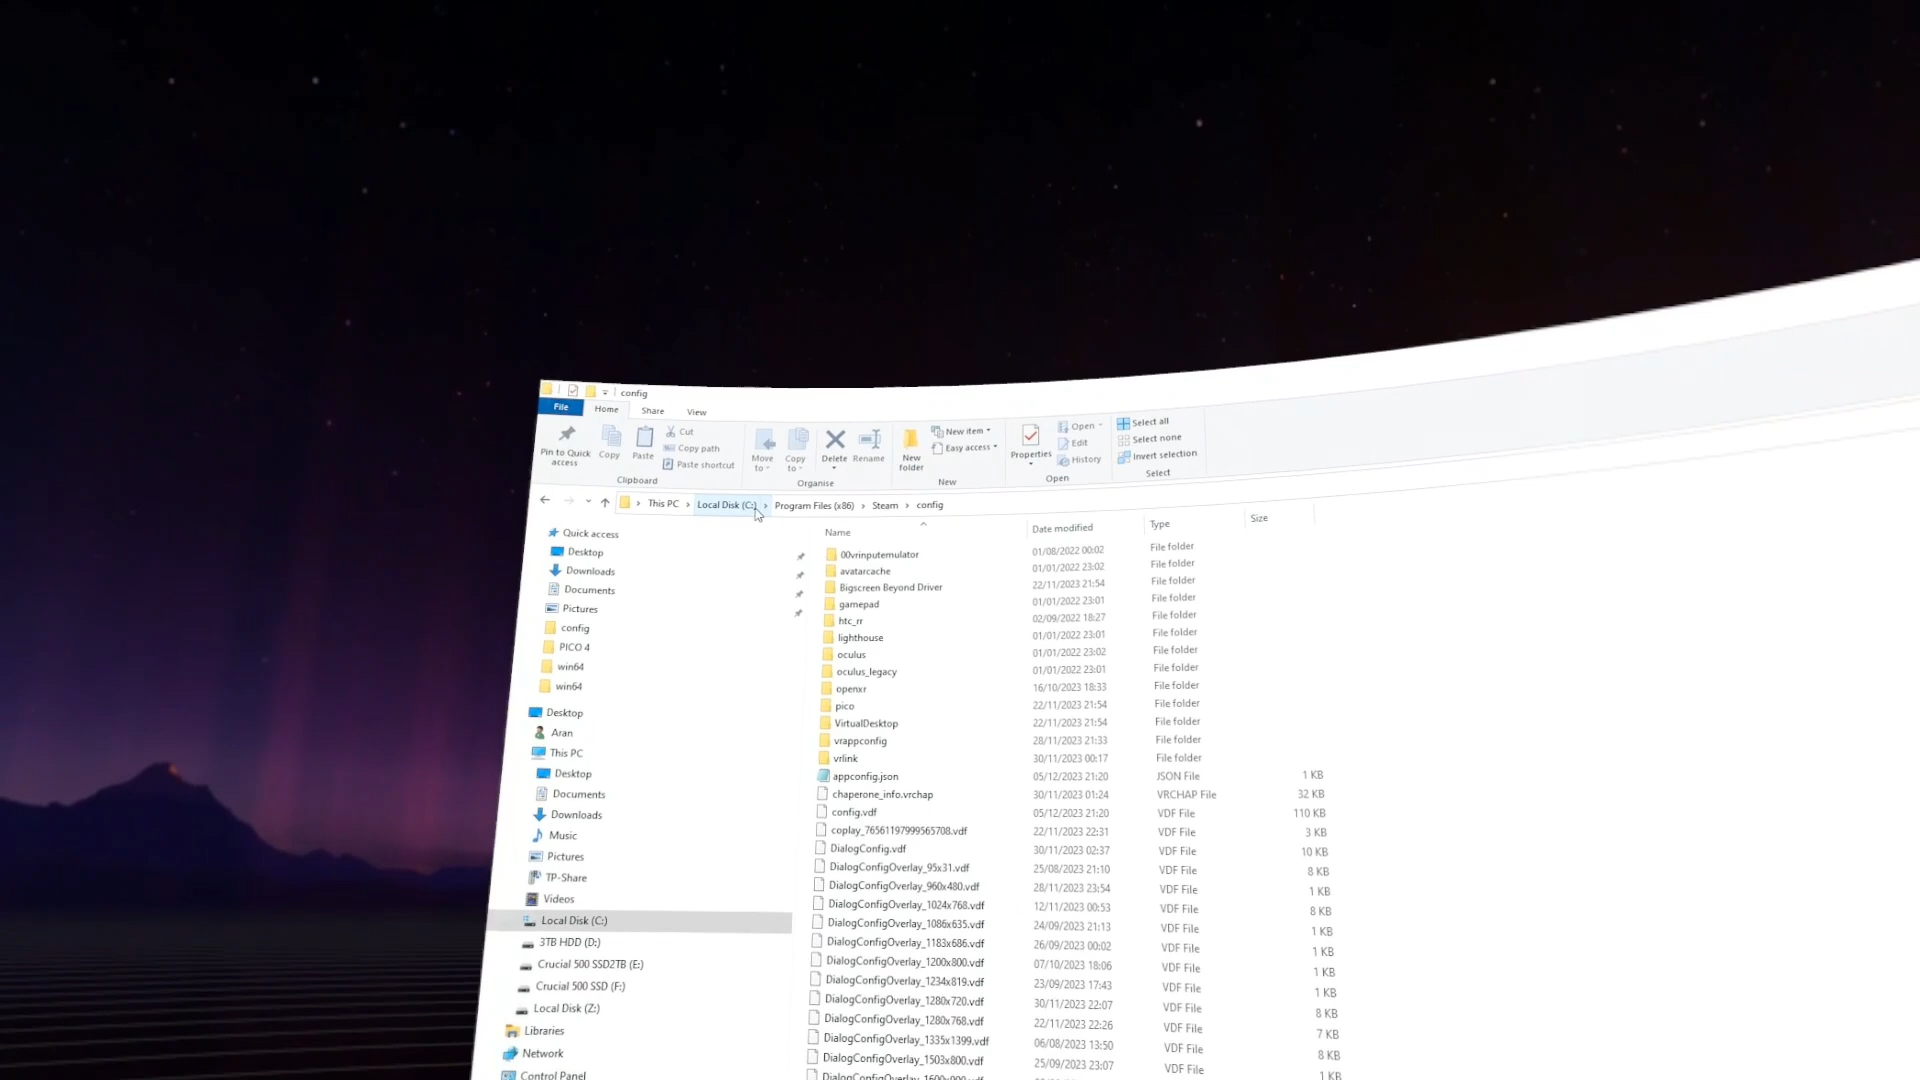 config
File Home Share View
Pin to Quick access
Copy
Paste
Cut
Copy path
Paste shortcut
Clipboard
Move to
Copy to
Delete
Rename
Organise
New folder
New item
Easy access
New
Properties
Open
Edit
History
Open
Select all
Select none
Invert selection
Select
This PC > Local Disk (C:) > Program Files (x86) > Steam > config
Quick access
Desktop
Downloads
Documents
Pictures
config
PICO 4
win64
win64
Desktop
Aran
This PC
Desktop
Documents
Downloads
Music
Pictures
TP-Share
Videos
Local Disk (C:)
3TB HDD (D:)
Crucial 500 SSD2TB (E:)
Crucial 500 SSD (F:)
Local Disk (Z:)
Libraries
Network
Control Panel
Name Date modified Type Size
00vrinputemulator 01/08/2022 00:02 File folder
avatarcache 01/01/2022 23:02 File folder
Bigscreen Beyond Driver 22/11/2023 21:54 File folder
gamepad 01/01/2022 23:01 File folder
htc_rr 02/09/2022 18:27 File folder
lighthouse 01/01/2022 23:01 File folder
oculus 01/01/2022 23:02 File folder
oculus_legacy 01/01/2022 23:01 File folder
openxr 16/10/2023 18:33 File folder
pico 22/11/2023 21:54 File folder
VirtualDesktop 22/11/2023 21:54 File folder
vrappconfig 28/11/2023 21:33 File folder
vrlink 30/11/2023 00:17 File folder
appconfig.json 05/12/2023 21:20 JSON File 1 KB
chaperone_info.vrchap 30/11/2023 01:24 VRCHAP File 32 KB
config.vdf 05/12/2023 21:20 VDF File 110 KB
coplay_76561197999565708.vdf 22/11/2023 22:31 VDF File 3 KB
DialogConfig.vdf 30/11/2023 02:37 VDF File 10 KB
DialogConfigOverlay_95x31.vdf 25/08/2023 21:10 VDF File 8 KB
DialogConfigOverlay_960x480.vdf 28/11/2023 23:54 VDF File 1 KB
DialogConfigOverlay_1024x768.vdf 12/11/2023 00:53 VDF File 8 KB
DialogConfigOverlay_1086x635.vdf 24/09/2023 21:13 VDF File 1 KB
DialogConfigOverlay_1183x686.vdf 26/09/2023 00:02 VDF File 1 KB
DialogConfigOverlay_1200x800.vdf 07/10/2023 18:06 VDF File 1 KB
DialogConfigOverlay_1234x819.vdf 23/09/2023 17:43 VDF File 1 KB
DialogConfigOverlay_1280x720.vdf 30/11/2023 22:07 VDF File 8 KB
DialogConfigOverlay_1280x768.vdf 22/11/2023 22:26 VDF File 7 KB
DialogConfigOverlay_1335x1399.vdf 06/08/2023 13:50 VDF File 8 KB
DialogConfigOverlay_1503x800.vdf 25/09/2023 23:07 VDF File 1 KB